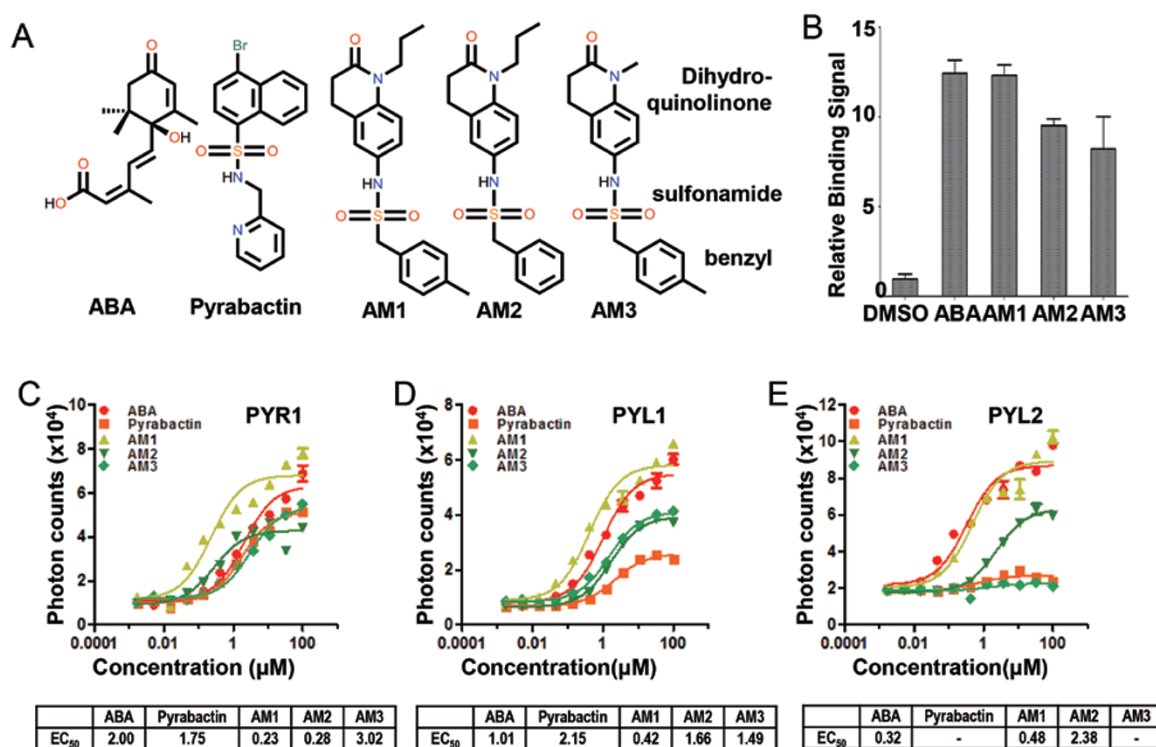 A
O
N
O
Br
OH
O
HO
O
S
O
HN
N
ABA
Pyrabactin
O
N
HN
O
S
O
AM1
O
N
HN
O
S
O
AM2
O
N
HN
O
S
O
AM3
Dihydro-
quinolinone
sulfonamide
benzyl
B
Relative Binding Signal
15
10
5
0
DMSO ABA AM1 AM2 AM3
C
PYR1
ABA
Pyrabactin
AM1
AM2
AM3
Photon counts (x10⁴)
10
8
6
4
2
0
0.0001 0.01 1 100
Concentration (µM)
ABA Pyrabactin AM1 AM2 AM3
EC50 2.00 1.75 0.23 0.28 3.02
D
PYL1
ABA
Pyrabactin
AM1
AM2
AM3
Photon counts (x10⁴)
8
6
4
2
0
0.0001 0.01 1 100
Concentration(µM)
ABA Pyrabactin AM1 AM2 AM3
EC50 1.01 2.15 0.42 1.66 1.49
E
PYL2
ABA
Pyrabactin
AM1
AM2
AM3
Photon counts (x10⁴)
12
10
8
6
4
2
0
0.0001 0.01 1 100
Concentration(µM)
ABA Pyrabactin AM1 AM2 AM3
EC50 0.32 - 0.48 2.38 -